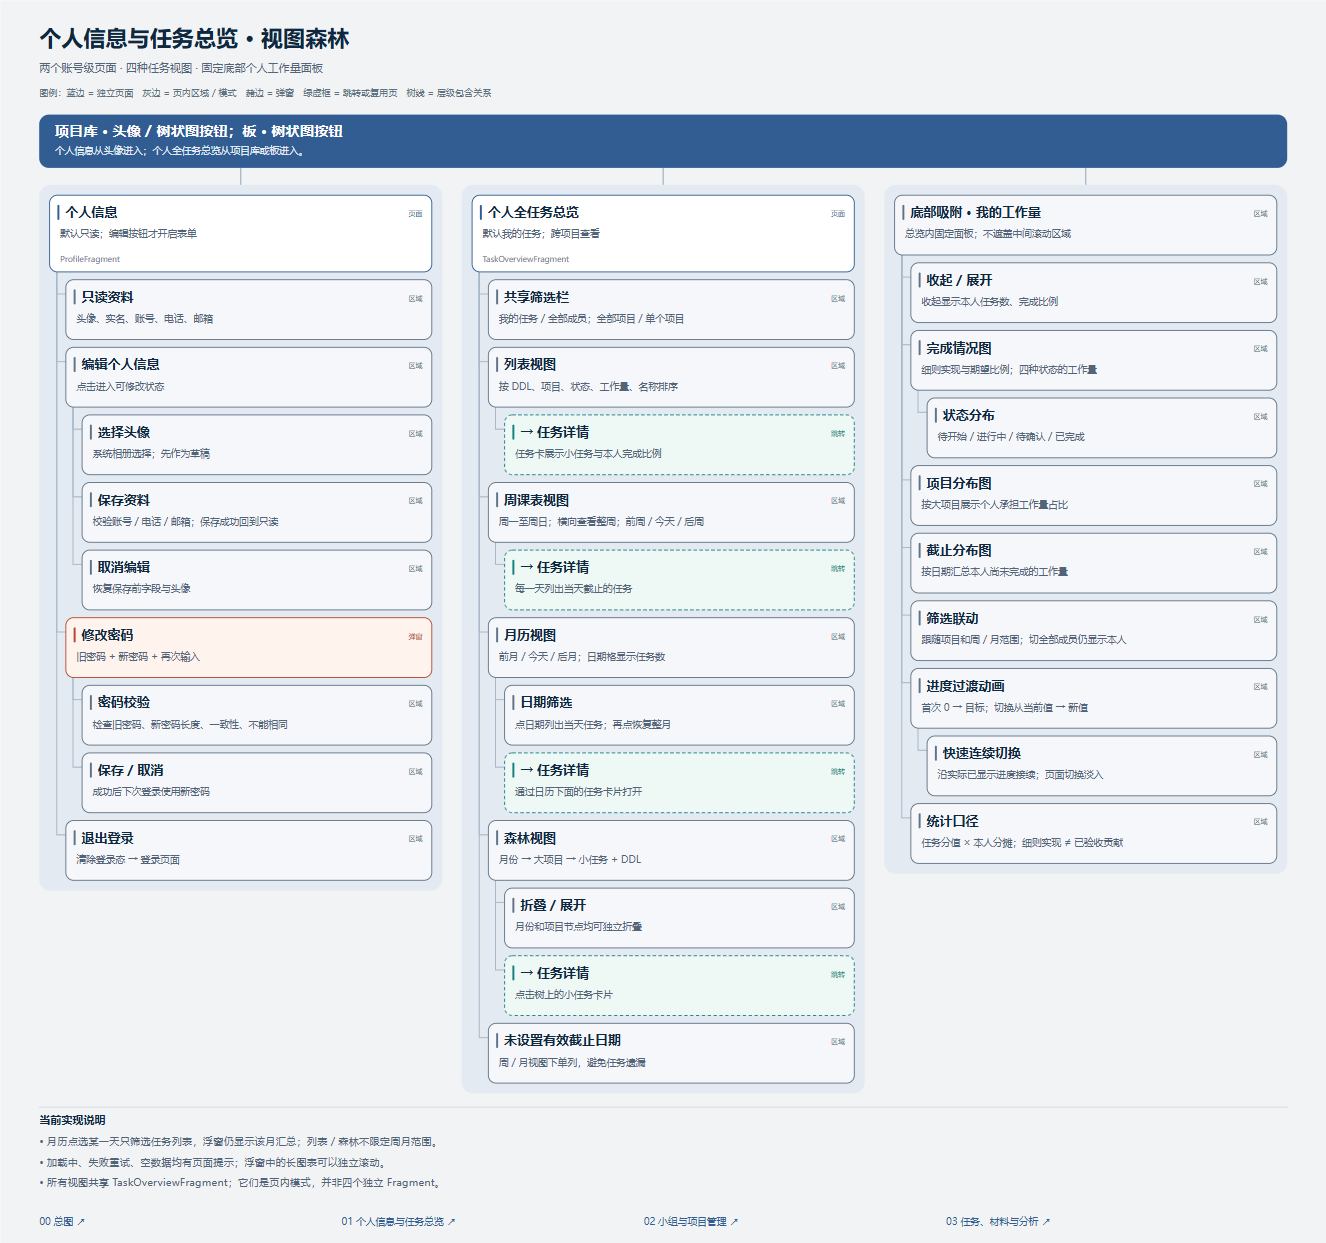 个人信息与任务总览 • 视图森林
两个账号级页面 · 四种任务视图 · 固定底部个人工作量面板
图例： 蓝边 = 独立页面 灰边 = 页内区域 / 模式 赭边 = 弹窗 绿虚框 = 跳转或复用页 树线 = 层级包含关系
项目库 • 头像 / 树状图按钮；板 • 树状图按钮
个人信息从头像进入；个人全任务总览从项目库或板进入。
个人信息 页面
默认只读；编辑按钮才开启表单
ProfileFragment
只读资料 区域
头像、实名、账号、电话、邮箱
编辑个人信息 区域
点击进入可修改状态
选择头像 区域
系统相册选择；先作为草稿
保存资料 区域
校验账号 / 电话 / 邮箱；保存成功回到只读
取消编辑 区域
恢复保存前字段与头像
修改密码 弹窗
旧密码 + 新密码 + 再次输入
密码校验 区域
检查旧密码、新密码长度、一致性、不能相同
保存 / 取消 区域
成功后下次登录使用新密码
退出登录 区域
清除登录态 → 登录页面
个人全任务总览 页面
默认我的任务；跨项目查看
TaskOverviewFragment
共享筛选栏 区域
我的任务 / 全部成员；全部项目 / 单个项目
列表视图 区域
按 DDL、项目、状态、工作量、名称排序
→ 任务详情 跳转
任务卡展示小任务与本人完成比例
周课表视图 区域
周一至周日；横向查看整周；前周 / 今天 / 后周
→ 任务详情 跳转
每一天列出当天截止的任务
月历视图 区域
前月 / 今天 / 后月；日期格显示任务数
日期筛选 区域
点日期列出当天任务；再点恢复整月
→ 任务详情 跳转
通过日历下面的任务卡片打开
森林视图 区域
月份 → 大项目 → 小任务 + DDL
折叠 / 展开 区域
月份和项目节点均可独立折叠
→ 任务详情 跳转
点击树上的小任务卡片
未设置有效截止日期 区域
周 / 月视图下单列，避免任务遗漏
底部吸附 • 我的工作量 区域
总览内固定面板；不遮盖中间滚动区域
收起 / 展开 区域
收起显示本人任务数、完成比例
完成情况图 区域
细则实现与期望比例；四种状态的工作量
状态分布 区域
待开始 / 进行中 / 待确认 / 已完成
项目分布图 区域
按大项目展示个人承担工作量占比
截止分布图 区域
按日期汇总本人尚未完成的工作量
筛选联动 区域
跟随项目和周 / 月范围；切全部成员仍显示本人
进度过渡动画 区域
首次 0 → 目标；切换从当前值 → 新值
快速连续切换 区域
沿实际已显示进度接续；页面切换淡入
统计口径 区域
任务分值 × 本人分摊；细则实现 ≠ 已验收贡献
当前实现说明
• 月历点选某一天只筛选任务列表，浮窗仍显示该月汇总；列表 / 森林不限定周月范围。
• 加载中、失败重试、空数据均有页面提示；浮窗中的长图表可以独立滚动。
• 所有视图共享 TaskOverviewFragment；它们是页内模式，并非四个独立 Fragment。
00 总图 ↗ 01 个人信息与任务总览 ↗ 02 小组与项目管理 ↗ 03 任务、材料与分析 ↗